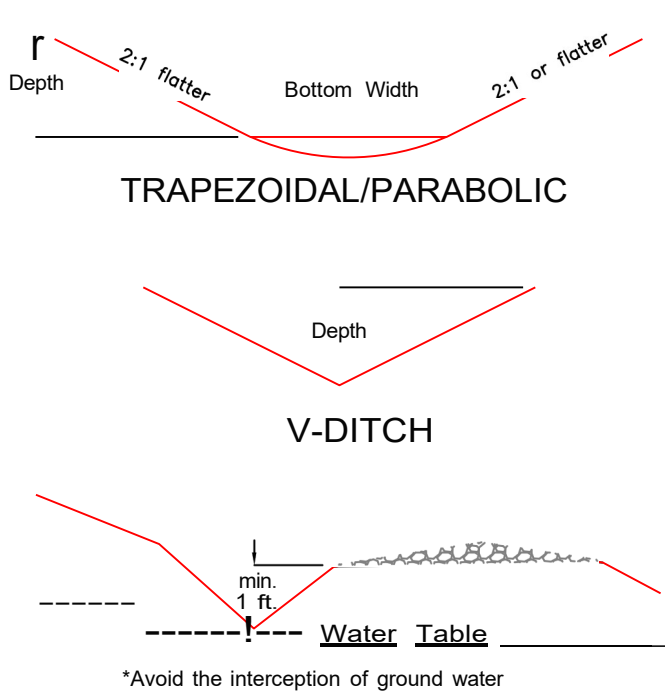 r
Depth
2:1 flatter
Bottom Width
2:1 or flatter
TRAPEZOIDAL/PARABOLIC
Depth
V-DITCH
min.
1 ft.
Water Table
*Avoid the interception of ground water